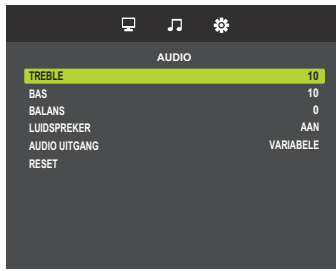 AUDIO
TREBLE 10
BAS 10
BALANS 0
LUIDSPREKER AAN
AUDIO UITGANG VARIABELE
RESET